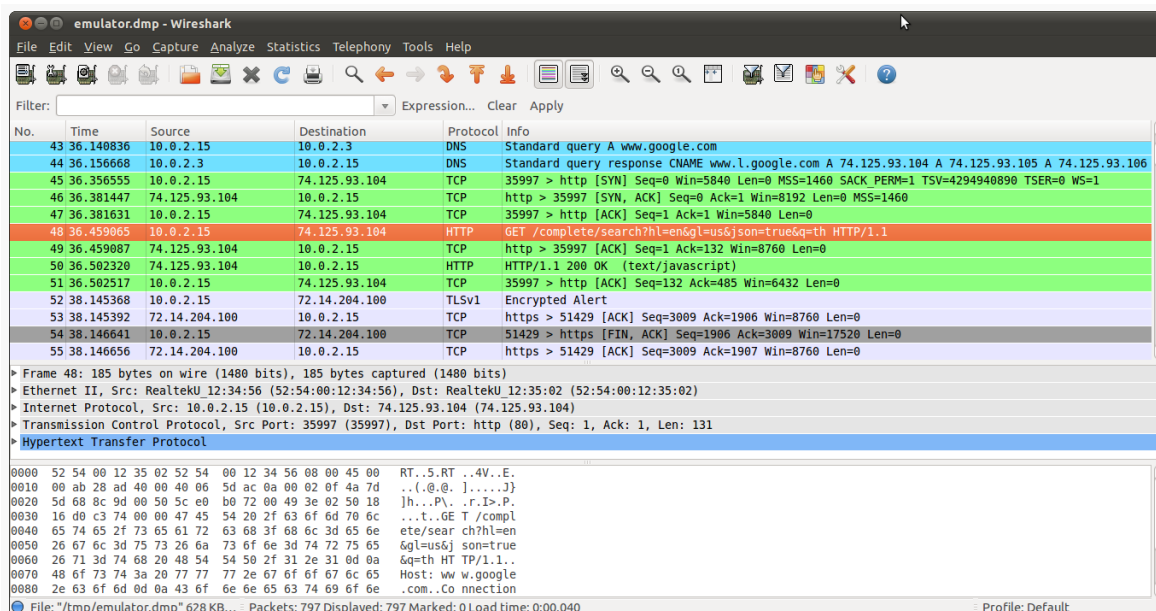 emulator.dmp - Wireshark
File Edit View Go Capture Analyze Statistics Telephony Tools Help
Filter: Expression... Clear Apply
No. Time Source Destination Protocol Info
43 36.140836 10.0.2.15 10.0.2.3 DNS Standard query A www.google.com
44 36.156668 10.0.2.3 10.0.2.15 DNS Standard query response CNAME www.l.google.com A 74.125.93.104 A 74.125.93.105 A 74.125.93.106
45 36.356555 10.0.2.15 74.125.93.104 TCP 35997 > http [SYN] Seq=0 Win=5840 Len=0 MSS=1460 SACK_PERM=1 TSV=4294940890 TSER=0 WS=1
46 36.381447 74.125.93.104 10.0.2.15 TCP http > 35997 [SYN, ACK] Seq=0 Ack=1 Win=8192 Len=0 MSS=1460
47 36.381631 10.0.2.15 74.125.93.104 TCP 35997 > http [ACK] Seq=1 Ack=1 Win=5840 Len=0
48 36.459065 10.0.2.15 74.125.93.104 HTTP GET /complete/search?hl=en&gl=us&json=true&q=th HTTP/1.1
49 36.459087 74.125.93.104 10.0.2.15 TCP http > 35997 [ACK] Seq=1 Ack=132 Win=8760 Len=0
50 36.502320 74.125.93.104 10.0.2.15 HTTP HTTP/1.1 200 OK (text/javascript)
51 36.502517 10.0.2.15 74.125.93.104 TCP 35997 > http [ACK] Seq=132 Ack=485 Win=6432 Len=0
52 38.145368 10.0.2.15 72.14.204.100 TLSv1 Encrypted Alert
53 38.145392 72.14.204.100 10.0.2.15 TCP https > 51429 [ACK] Seq=3009 Ack=1906 Win=8760 Len=0
54 38.146641 10.0.2.15 72.14.204.100 TCP 51429 > https [FIN, ACK] Seq=1906 Ack=3009 Win=17520 Len=0
55 38.146656 72.14.204.100 10.0.2.15 TCP https > 51429 [ACK] Seq=3009 Ack=1907 Win=8760 Len=0
Frame 48: 185 bytes on wire (1480 bits), 185 bytes captured (1480 bits)
Ethernet II, Src: RealtekU_12:34:56 (52:54:00:12:34:56), Dst: RealtekU_12:35:02 (52:54:00:12:35:02)
Internet Protocol, Src: 10.0.2.15 (10.0.2.15), Dst: 74.125.93.104 (74.125.93.104)
Transmission Control Protocol, Src Port: 35997 (35997), Dst Port: http (80), Seq: 1, Ack: 1, Len: 131
Hypertext Transfer Protocol
0000 52 54 00 12 35 02 52 54 00 12 34 56 08 00 45 00 RT..5.RT ..4V..E.
0010 00 ab 28 ad 40 00 40 06 5d ac 0a 00 02 0f 4a 7d ..(.@.@. ].....J}
0020 5d 68 8c 9d 00 50 5c e0 b0 72 00 49 3e 02 50 18 ]h...P\. .r.I>.P.
0030 16 d0 c3 74 00 00 47 45 54 20 2f 63 6f 6d 70 6c ...t..GE T /compl
0040 65 74 65 2f 73 65 61 72 63 68 3f 68 6c 3d 65 6e ete/sear ch?hl=en
0050 26 67 6c 3d 75 73 26 6a 73 6f 6e 3d 74 72 75 65 &gl=us&j son=true
0060 26 71 3d 74 68 20 48 54 54 50 2f 31 2e 31 0d 0a &q=th HT TP/1.1..
0070 48 6f 73 74 3a 20 77 77 77 2e 67 6f 6f 67 6c 65 Host: ww w.google
0080 2e 63 6f 6d 0d 0a 43 6f 6e 6e 65 63 74 69 6f 6e .com..Co nnection
File: "/tmp/emulator.dmp" 628 KB... Packets: 797 Displayed: 797 Marked: 0 Load time: 0:00.040 Profile: Default